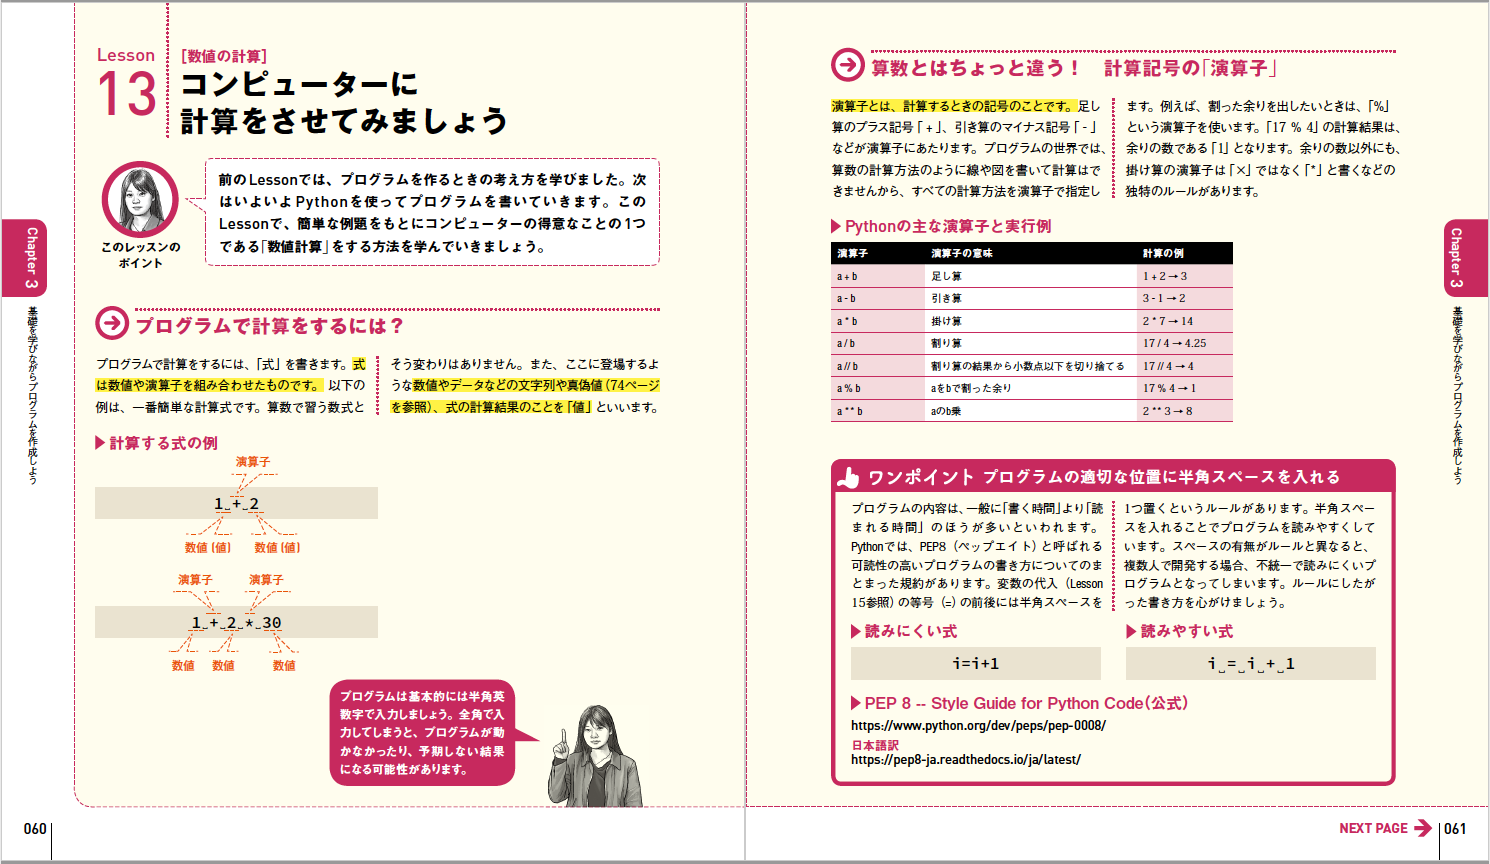 Lesson
13
[数値の計算]
コンピューターに
計算をさせてみましょう
このレッスンの
ポイント
前のLessonでは、プログラムを作るときの考え方を学びました。次
はいよいよPythonを使ってプログラムを書いていきます。この
Lessonで、簡単な例題をもとにコンピューターの得意なことの1つ
である「数値計算」をする方法を学んでいきましょう。
Chapter 3
基礎を学びながらプログラムを作成しよう
プログラムで計算をするには？
プログラムで計算をするには、「式」を書きます。式
は数値や演算子を組み合わせたものです。以下の
例は、一番簡単な計算式です。算数で習う数式と
そう変わりはありません。また、ここに登場するよ
うな数値やデータなどの文字列や真偽値（74ページ
を参照）、式の計算結果のことを「値」といいます。
計算する式の例
演算子
1␣+␣2
数値（値） 数値（値）
演算子 演算子
1␣+␣2␣*␣30
数値 数値 数値
プログラムは基本的には半角英
数字で入力しましょう。全角で入
力してしまうと、プログラムが動
かなかったり、予期しない結果
になる可能性があります。
060
算数とはちょっと違う！ 計算記号の「演算子」
演算子とは、計算するときの記号のことです。足し
算のプラス記号「+」、引き算のマイナス記号「-」
などが演算子にあたります。プログラムの世界では、
算数の計算方法のように線や図を書いて計算はで
きませんから、すべての計算方法を演算子で指定し
ます。例えば、割った余りを出したいときは、「%」
という演算子を使います。「17 % 4」の計算結果は、
余りの数である「1」となります。余りの数以外にも、
掛け算の演算子は「×」ではなく「*」と書くなどの
独特のルールがあります。
Pythonの主な演算子と実行例
演算子 演算子の意味 計算の例
a + b 足し算 1 + 2 → 3
a - b 引き算 3 - 1 → 2
a * b 掛け算 2 * 7 → 14
a / b 割り算 17 / 4 → 4.25
a // b 割り算の結果から小数点以下を切り捨てる 17 // 4 → 4
a % b aをbで割った余り 17 % 4 → 1
a ** b aのb乗 2 ** 3 → 8
ワンポイント プログラムの適切な位置に半角スペースを入れる
プログラムの内容は、一般に「書く時間」より「読
まれる時間」のほうが多いといわれます。
Pythonでは、PEP8（ペップエイト）と呼ばれる
可読性の高いプログラムの書き方についてのま
とまった規約があります。変数の代入（Lesson
15参照）の等号（=）の前後には半角スペースを
1つ置くというルールがあります。半角スペー
スを入れることでプログラムを読みやすくして
います。スペースの有無がルールと異なると、
複数人で開発する場合、不統一で読みにくいプ
ログラムとなってしまいます。ルールにしたが
った書き方を心がけましょう。
読みにくい式
i=i+1
読みやすい式
i␣=␣i␣+␣1
PEP 8 -- Style Guide for Python Code（公式）
https://www.python.org/dev/peps/pep-0008/
日本語訳
https://pep8-ja.readthedocs.io/ja/latest/
Chapter 3
基礎を学びながらプログラムを作成しよう
NEXT PAGE
061